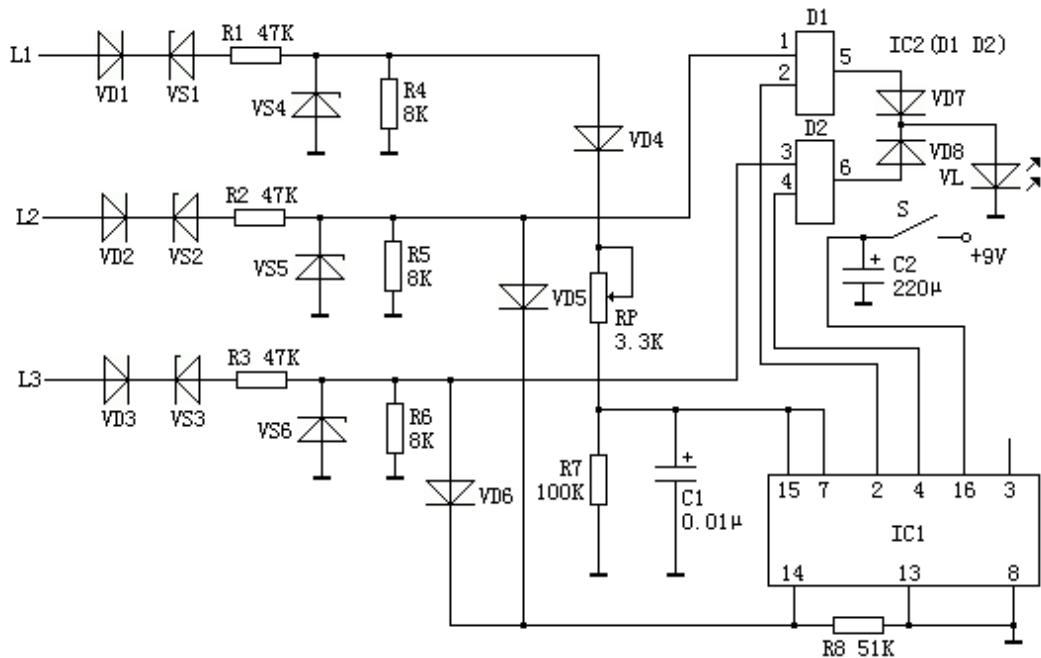 L1
VD1
VS1
R1 47K
VS4
R4
8K
VD4
D1
1
2
5
IC2(D1 D2)
VD7
D2
3
4
6
VD8
VL
L2
VD2
VS2
R2 47K
VS5
R5
8K
VD5
RP
3.3K
S
+9V
+
C2
220μ
L3
VD3
VS3
R3 47K
VS6
R6
8K
VD6
R7
100K
+
C1
0.01μ
15 7 2 4 16 3
IC1
14 13 8
R8 51K